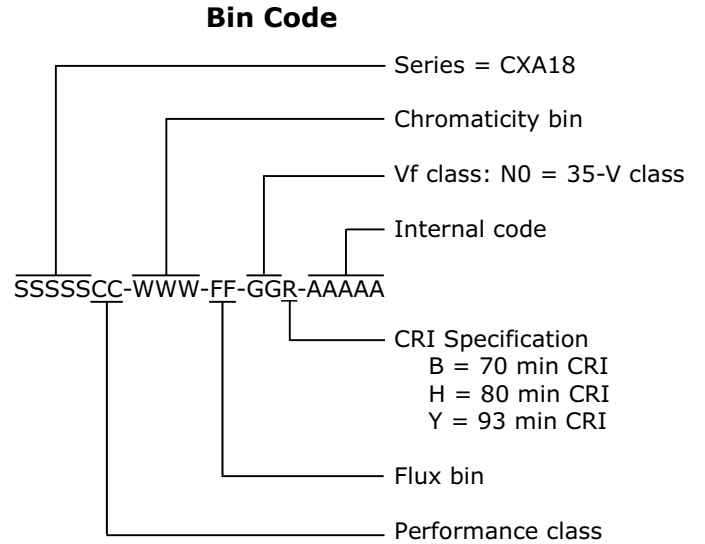 Bin Code
Series = CXA18
Chromaticity bin
Vf class: N0 = 35-V class
Internal code
SSSSSCC-WWW-FF-GGR-AAAAA
CRI Specification
B = 70 min CRI
H = 80 min CRI
Y = 93 min CRI
Flux bin
Performance class